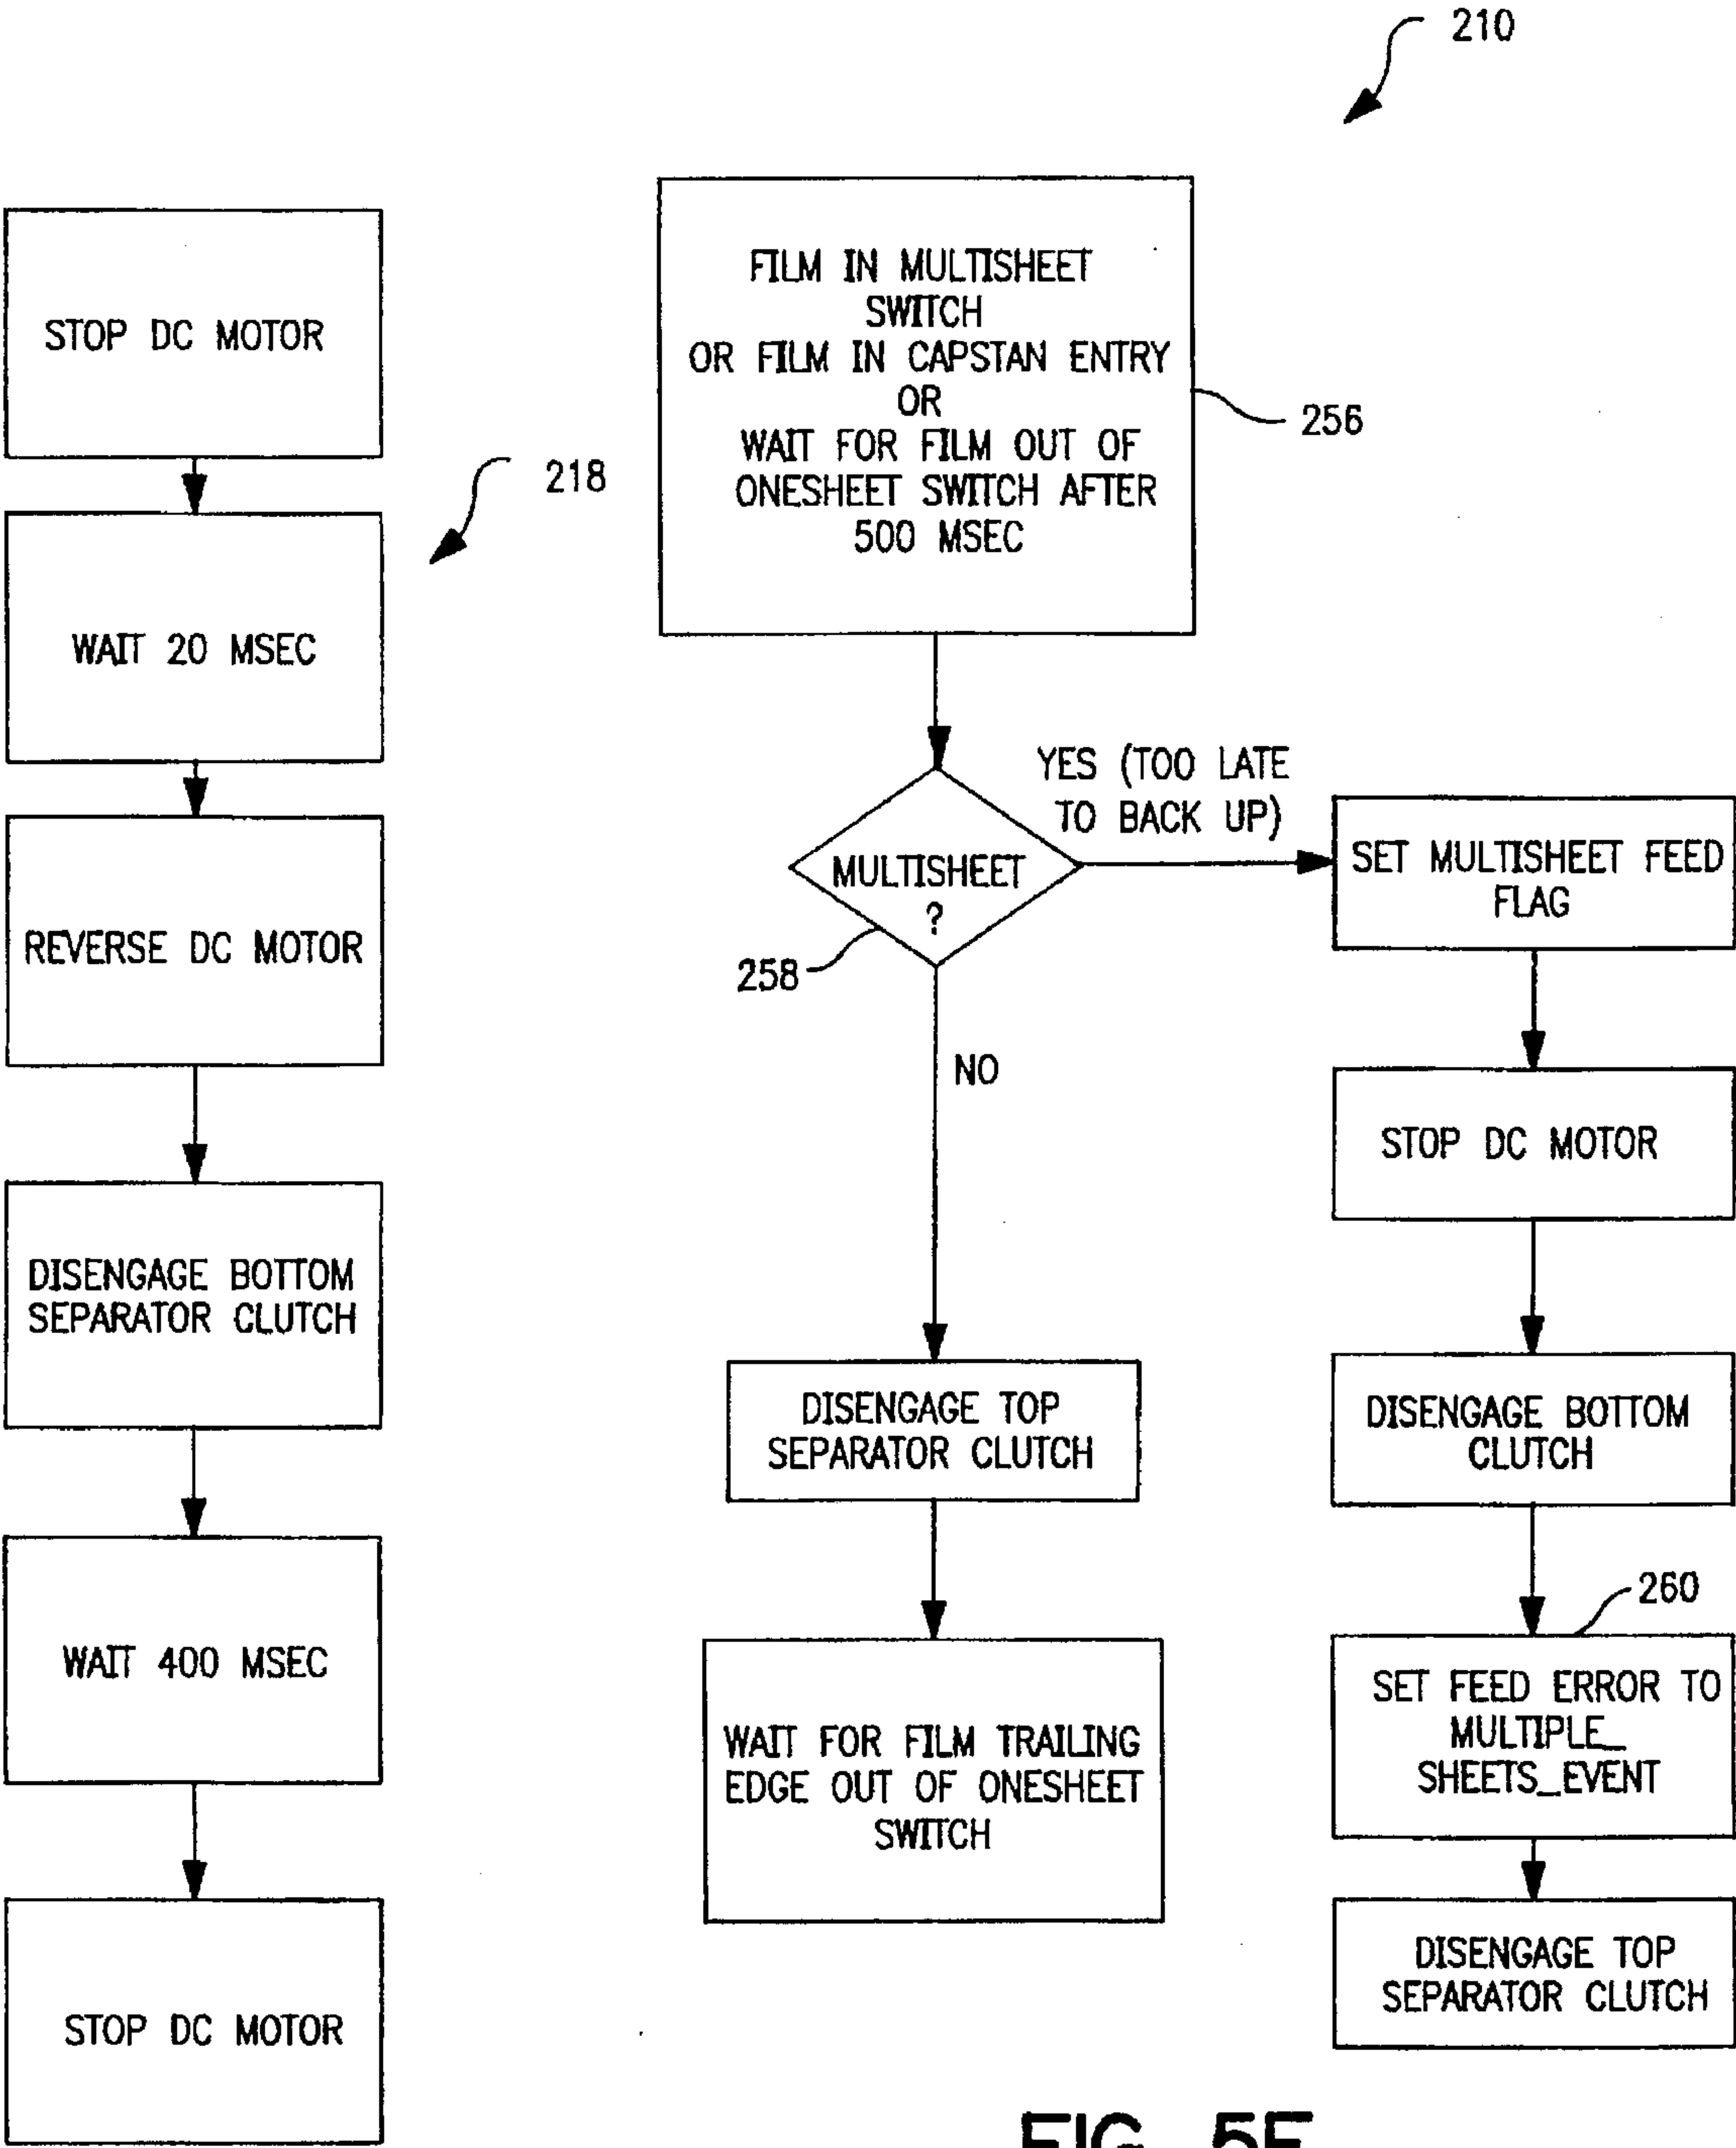 210
STOP DC MOTOR
WAIT 20 MSEC
REVERSE DC MOTOR
DISENGAGE BOTTOM
SEPARATOR CLUTCH
WAIT 400 MSEC
STOP DC MOTOR
218
FILM IN MULTISHEET
SWITCH
OR FILM IN CAPSTAN ENTRY
OR
WAIT FOR FILM OUT OF
ONESHEET SWITCH AFTER
500 MSEC
256
MULTISHEET
?
258
YES (TOO LATE
TO BACK UP)
NO
DISENGAGE TOP
SEPARATOR CLUTCH
WAIT FOR FILM TRAILING
EDGE OUT OF ONESHEET
SWITCH
SET MULTISHEET FEED
FLAG
STOP DC MOTOR
DISENGAGE BOTTOM
CLUTCH
260
SET FEED ERROR TO
MULTIPLE_
SHEETS_EVENT
DISENGAGE TOP
SEPARATOR CLUTCH